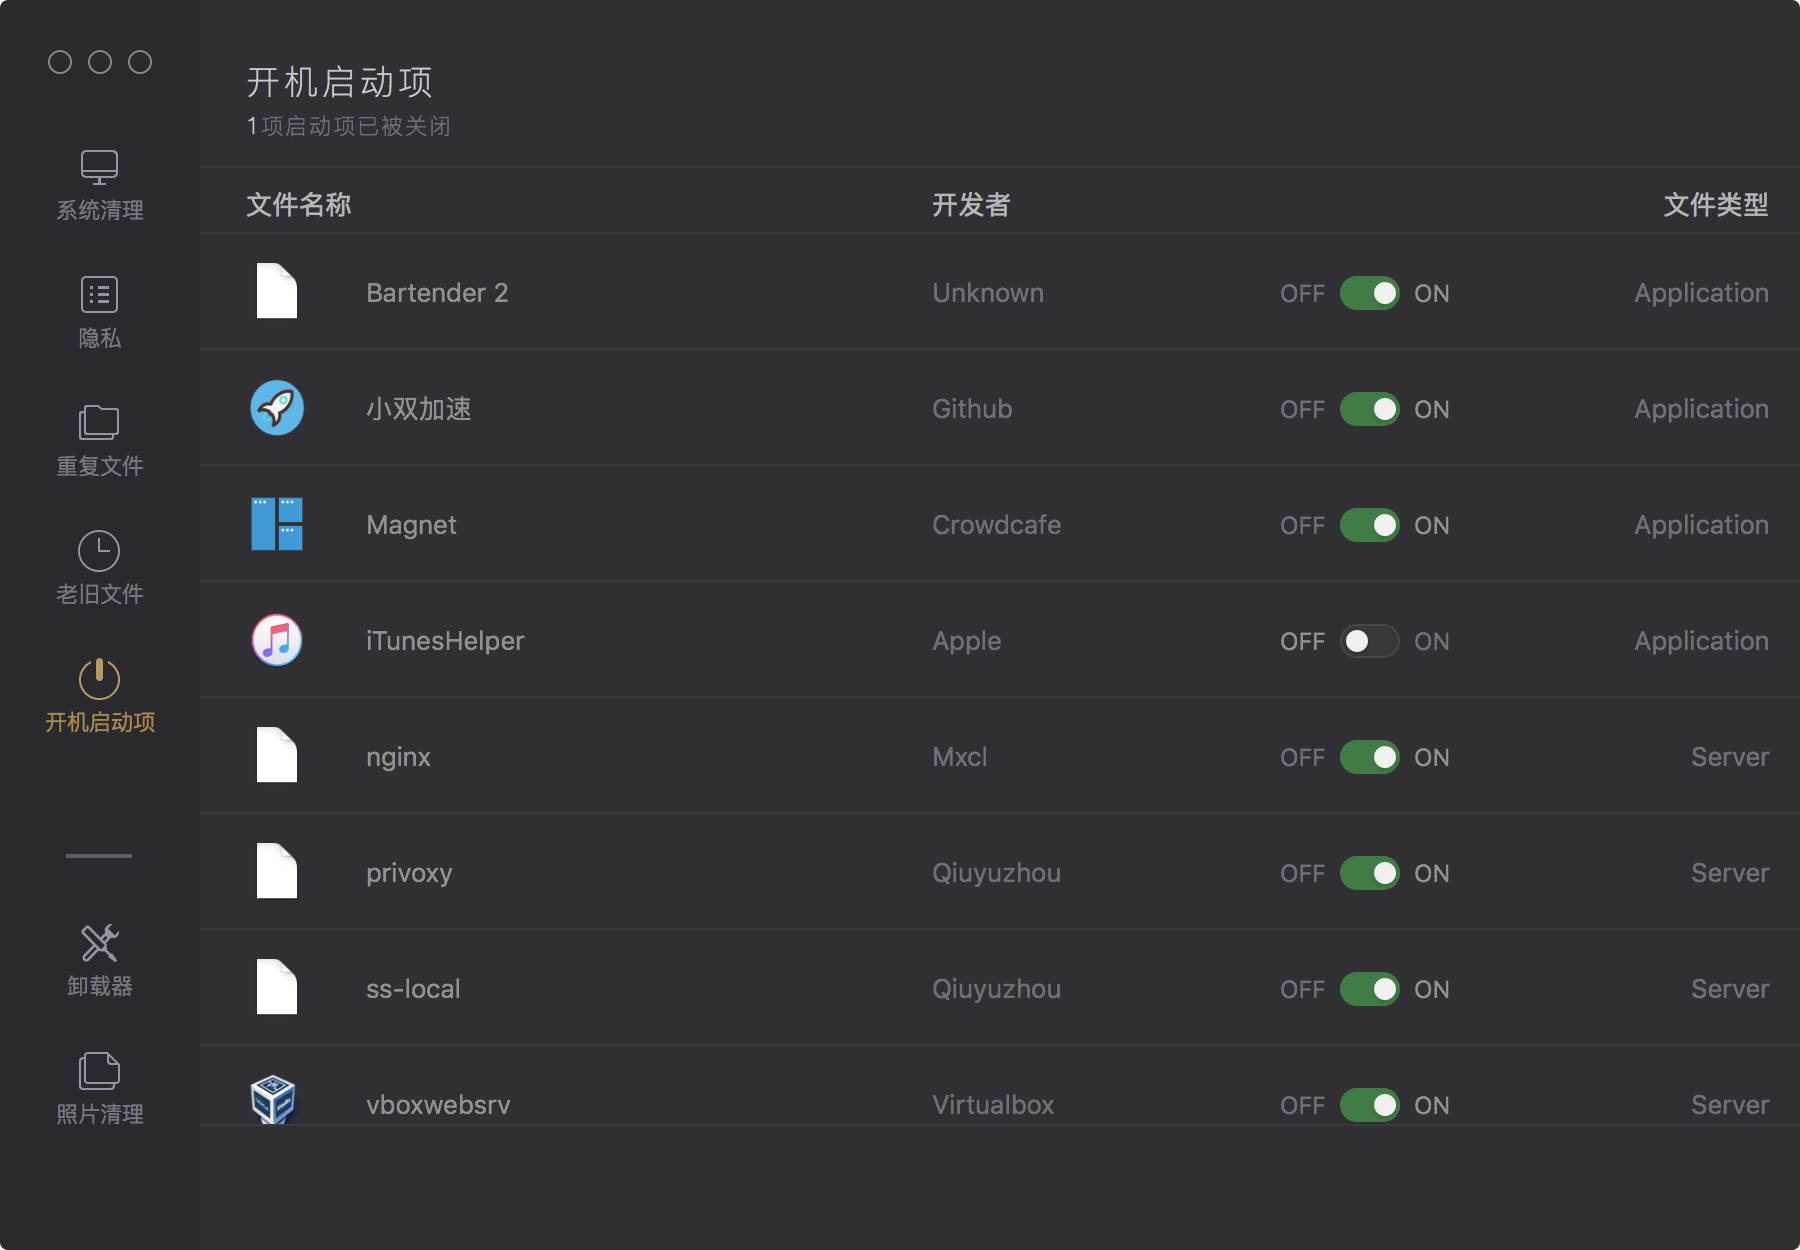 开机启动项
1项启动项已被关闭
系统清理
隐私
重复文件
老旧文件
开机启动项
卸载器
照片清理
文件名称 开发者 文件类型
Bartender 2 Unknown OFF ON Application
小双加速 Github OFF ON Application
Magnet Crowdcafe OFF ON Application
iTunesHelper Apple OFF ON Application
nginx Mxcl OFF ON Server
privoxy Qiuyuzhou OFF ON Server
ss-local Qiuyuzhou OFF ON Server
vboxwebsrv Virtualbox OFF ON Server